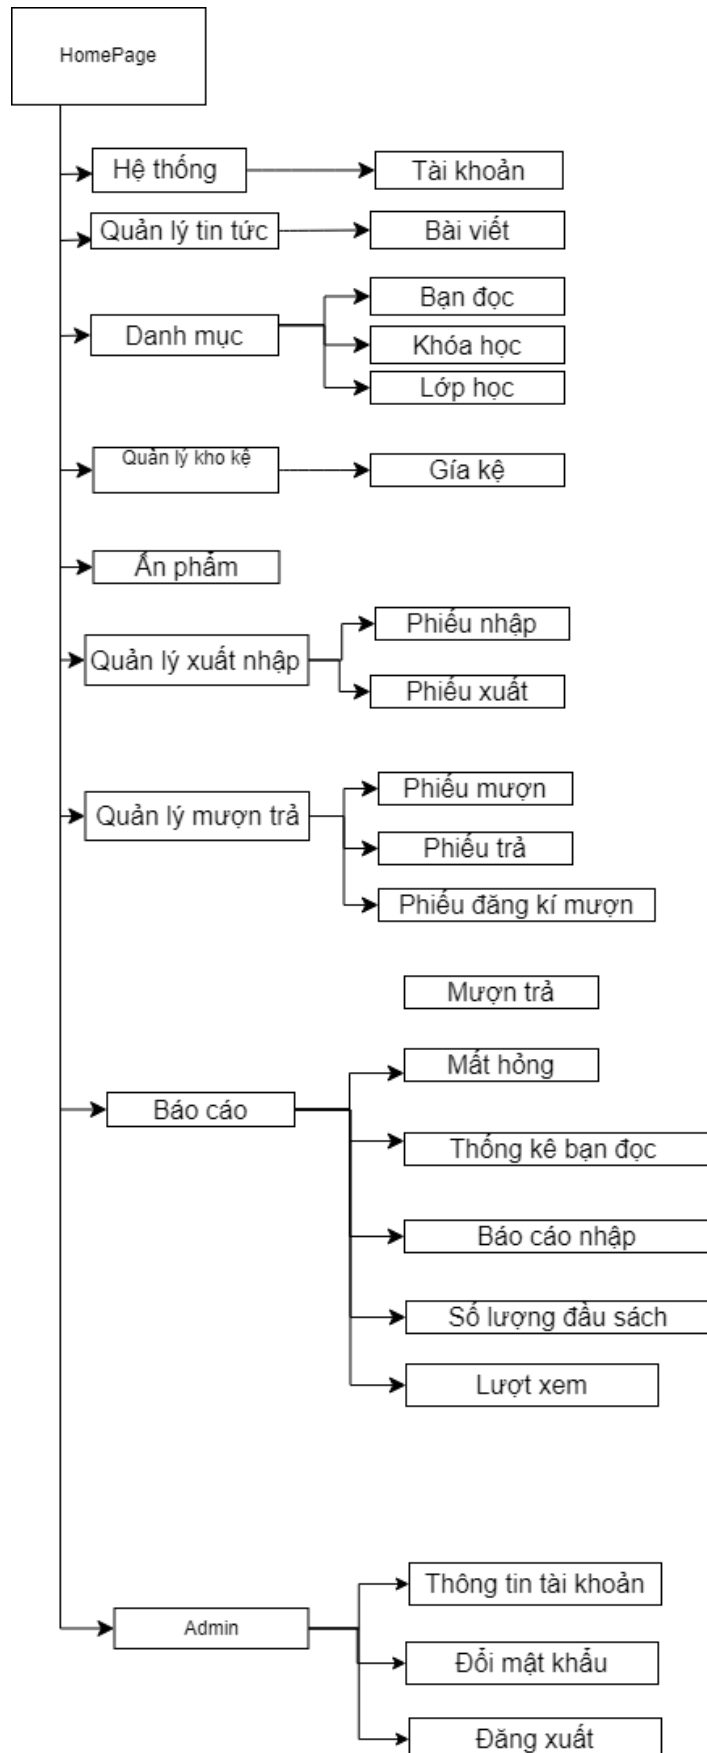 HomePage
Hệ thống
Tài khoản
Quản lý tin tức
Bài viết
Danh mục
Bạn đọc
Khóa học
Lớp học
Quản lý kho kệ
Gía kệ
Ấn phẩm
Quản lý xuất nhập
Phiếu nhập
Phiếu xuất
Quản lý mượn trả
Phiếu mượn
Phiếu trả
Phiếu đăng kí mượn
Báo cáo
Mượn trả
Mất hỏng
Thống kê bạn đọc
Báo cáo nhập
Số lượng đầu sách
Lượt xem
Admin
Thông tin tài khoản
Đổi mật khẩu
Đăng xuất